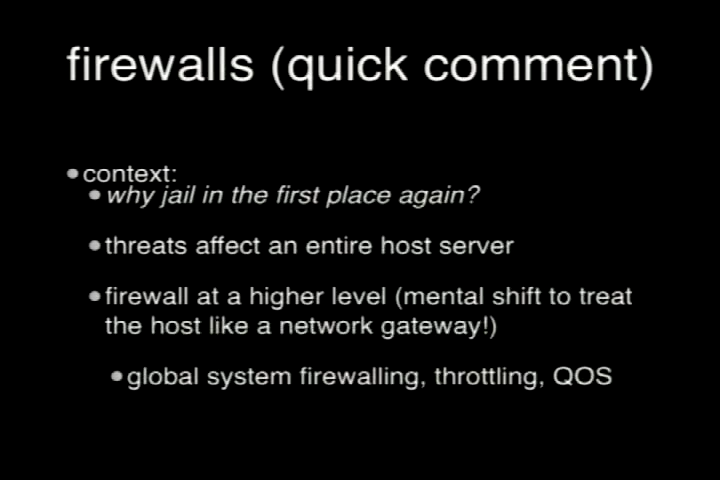 firewalls (quick comment)
• context:
• why jail in the first place again?
• threats affect an entire host server
• firewall at a higher level (mental shift to treat
the host like a network gateway!)
• global system firewalling, throttling, QOS